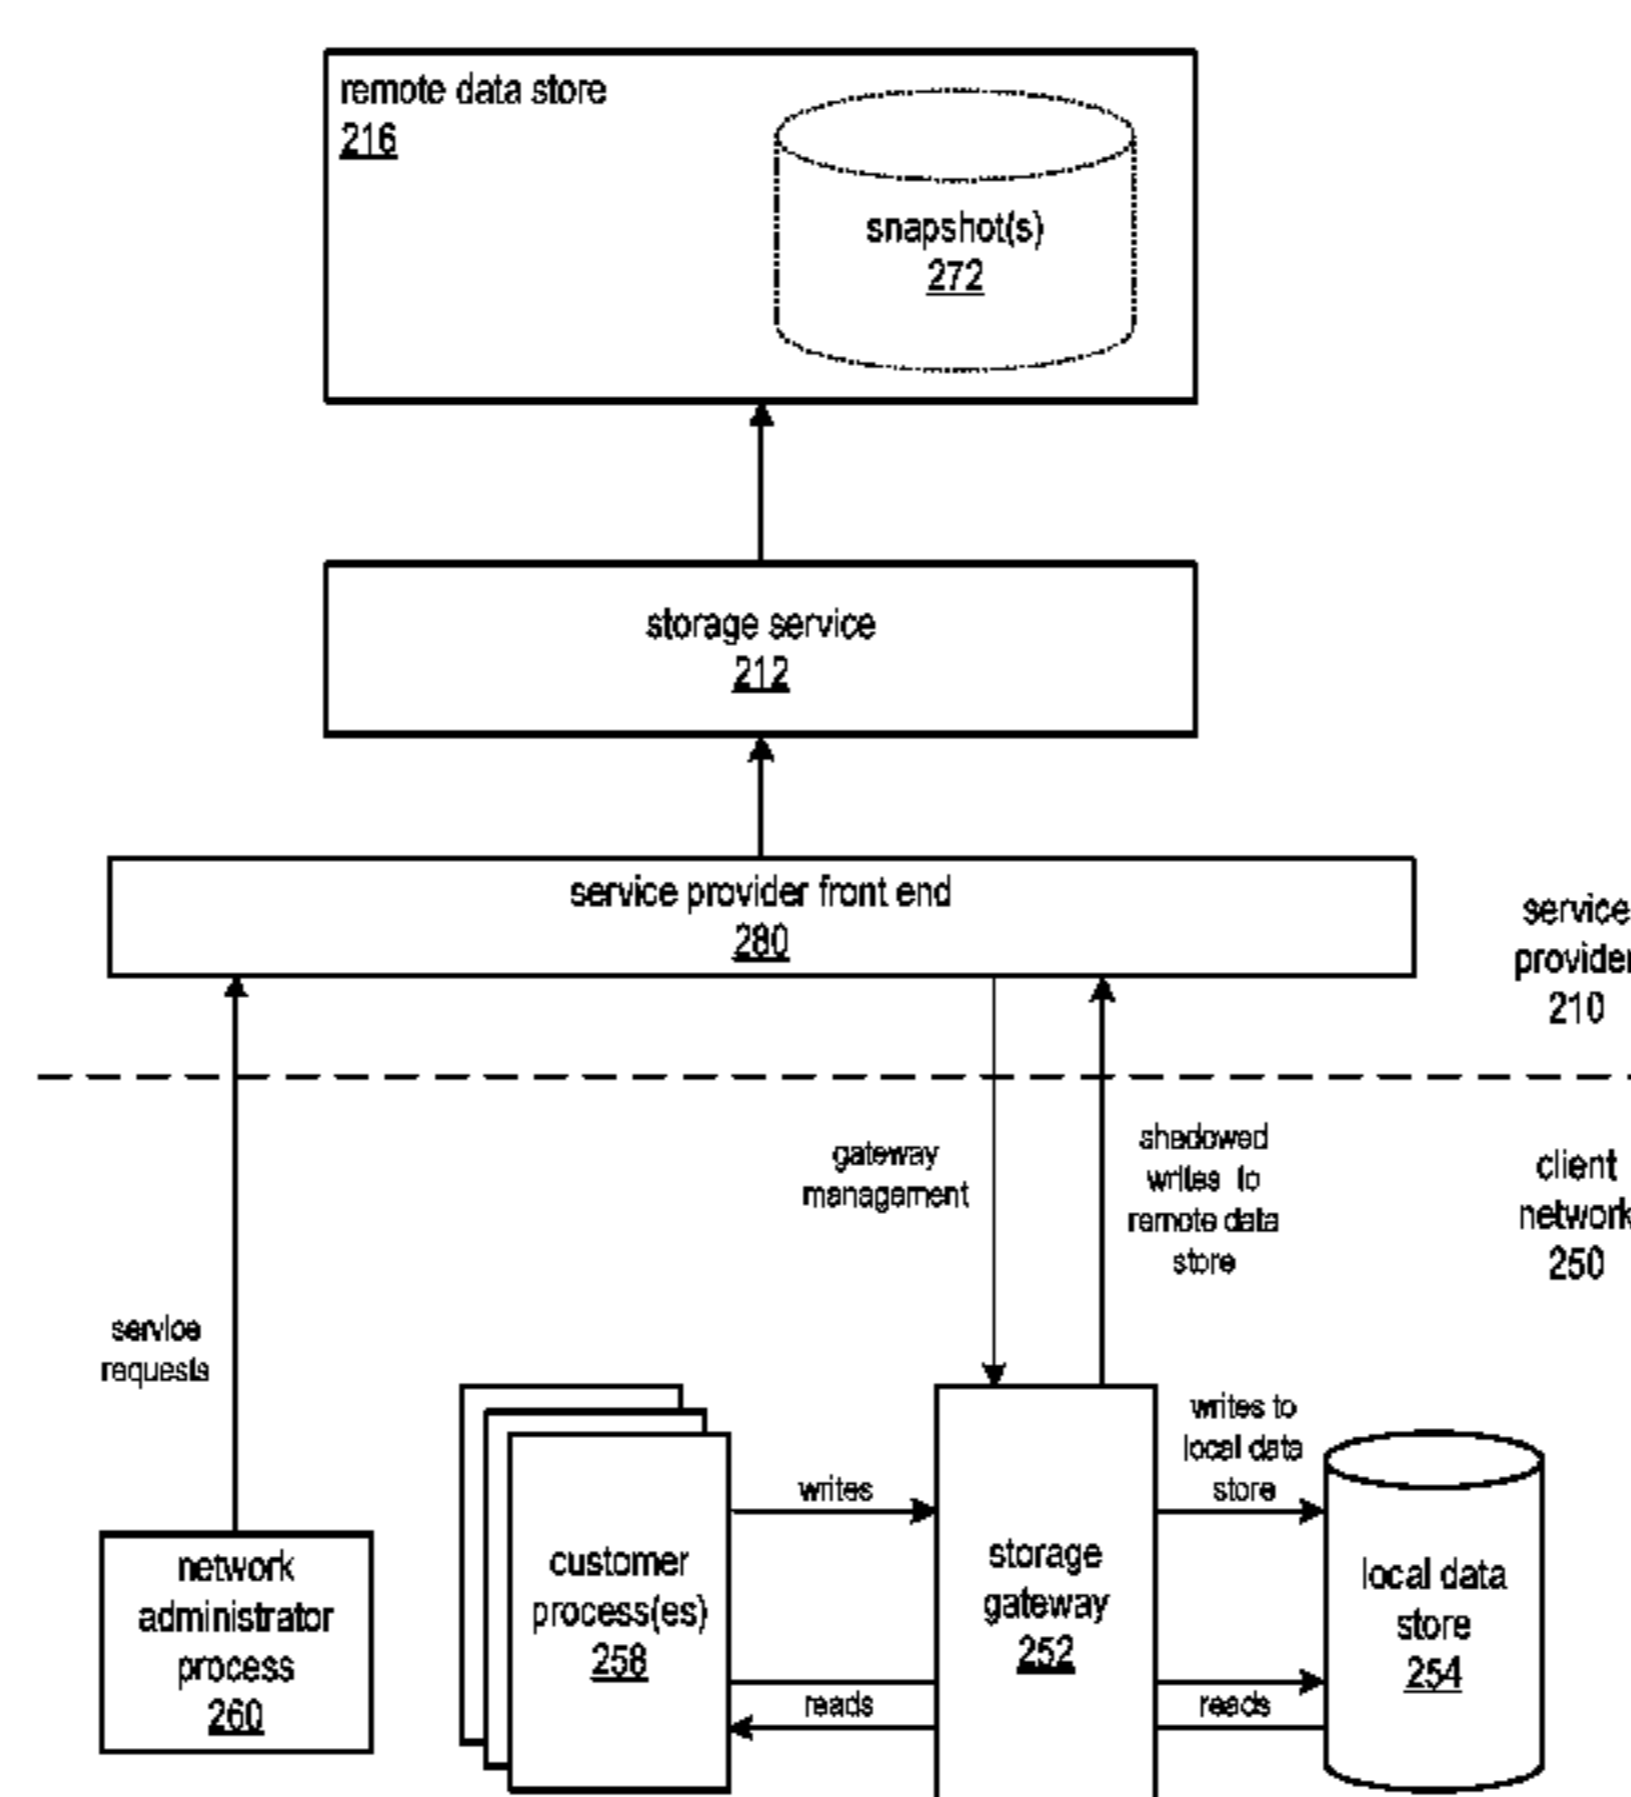 remote data store
216
snapshot(s)
272
storage service
212
service provider front end
280
service
provider
210
gateway
management
shadowed
writes to
remote data
store
client
network
250
service
requests
writes to
local data
store
writes
network
administrator
process
260
customer
process(es)
258
storage
gateway
252
local data
store
254
reads
reads